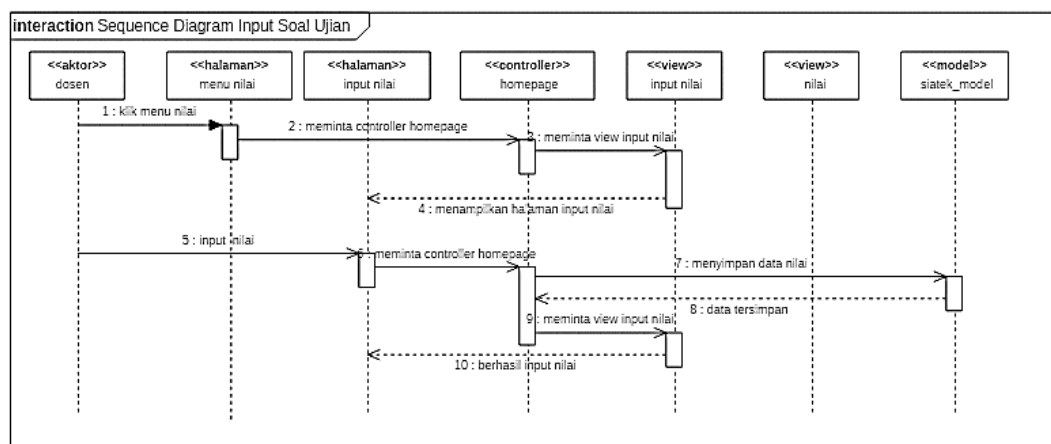 interaction Sequence Diagram Input Soal Ujian
<<aktor>>
dosen
<<halaman>>
menu nilai
<<halaman>>
input nilai
<<controller>>
homepage
<<view>>
input nilai
<<view>>
nilai
<<model>>
siatek_model
1 : klik menu nilai
2 : meminta controller homepage
3 : meminta view input nilai
4 : menampilkan halaman input nilai
5 : input nilai
6 : meminta controller homepage
7 : menyimpan data nilai
8 : data tersimpan
9 : meminta view input nilai
10 : berhasil input nilai